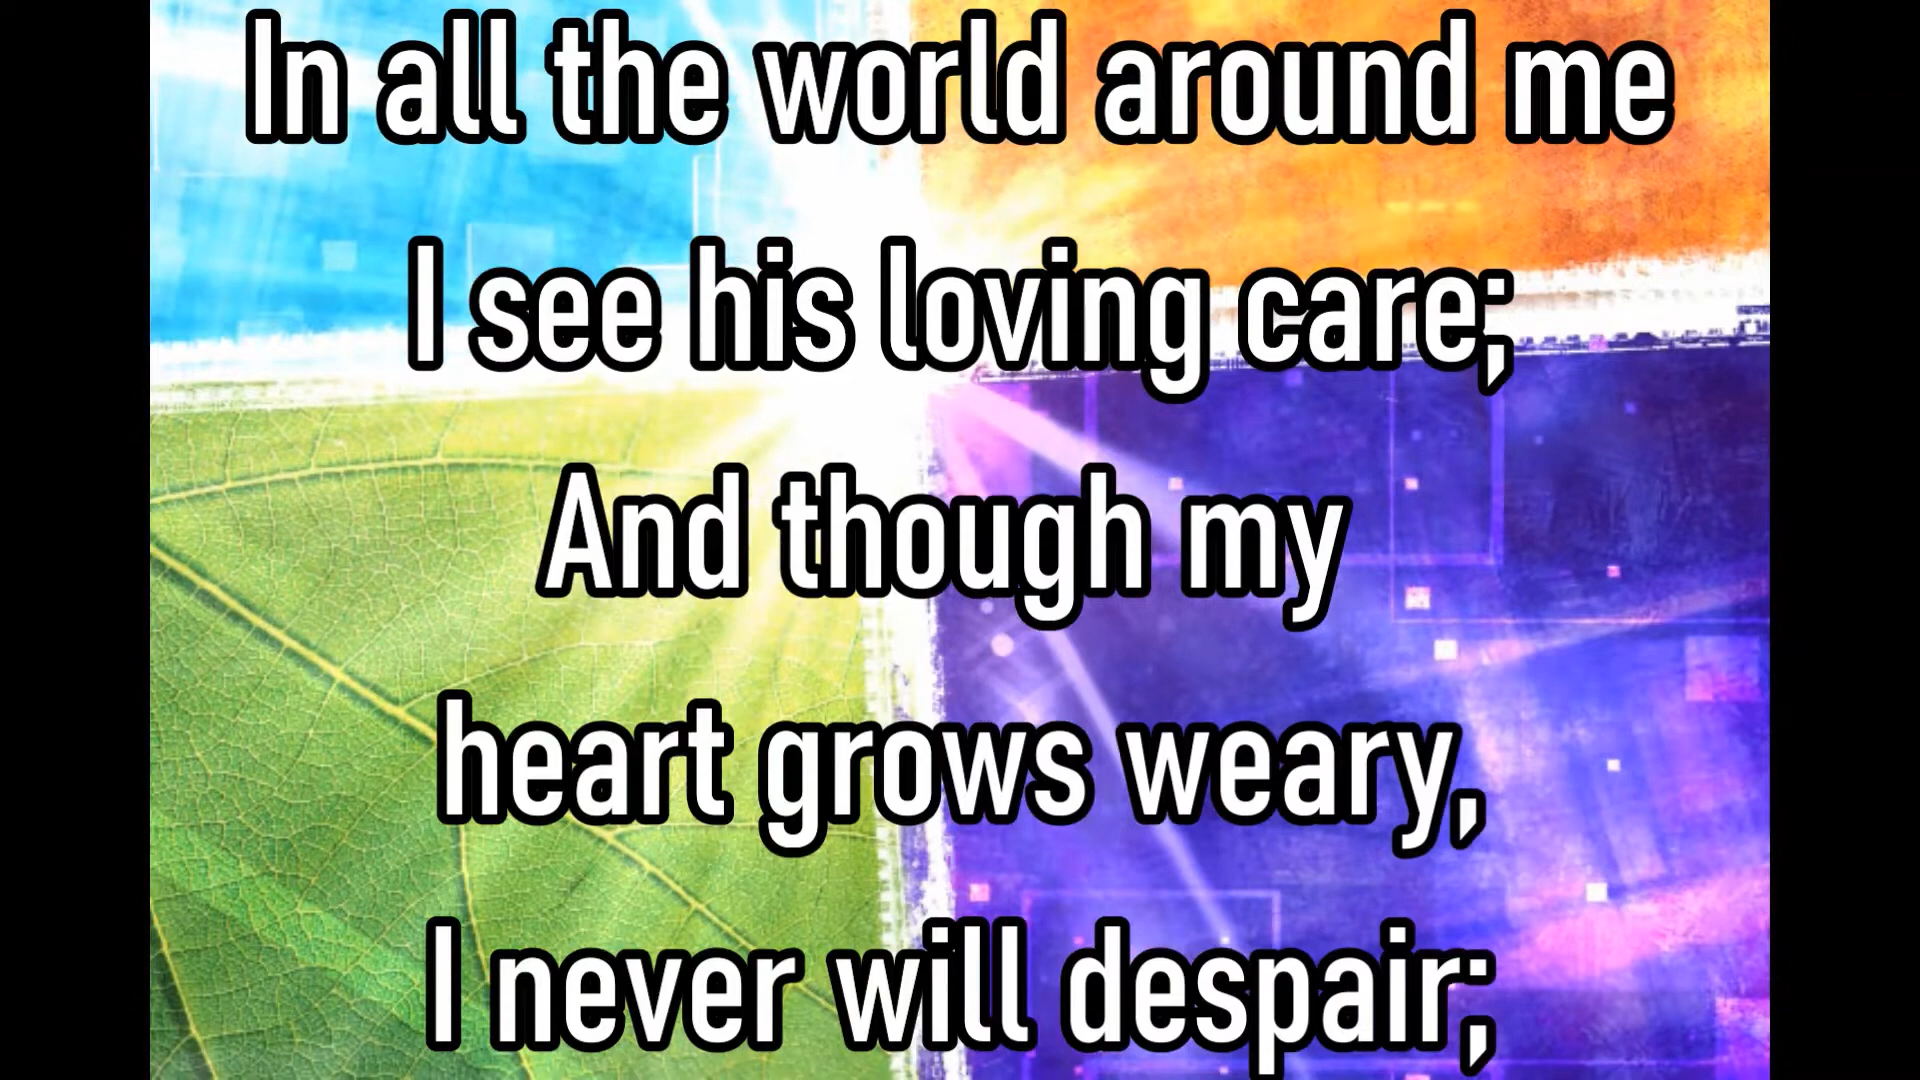 In all the world around me
I see his loving care;
And though my
heart grows weary,
I never will despair;